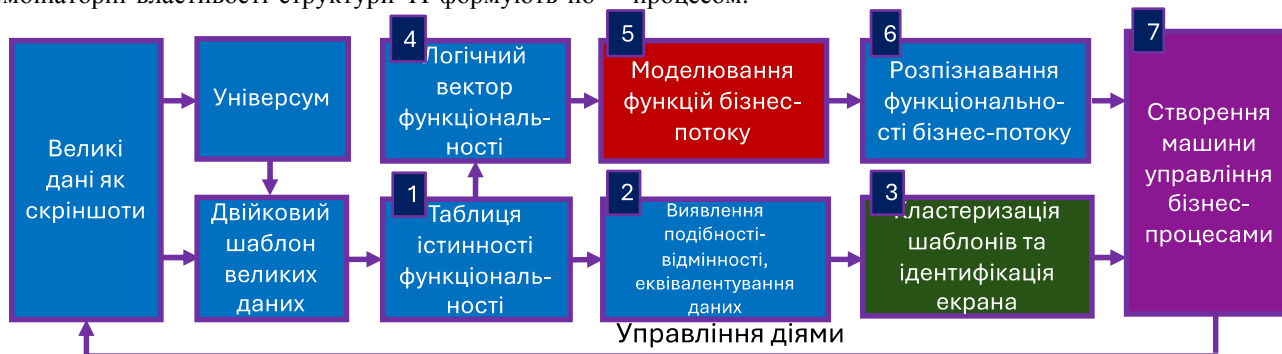 процесом.
4
5
6
7
1
2
3
Великі
дані як
скріншоти
Універсум
Двійковий
шаблон
великих
даних
Логічний
вектор
функціональ-
ності
Таблиця
істинності
функціональ-
ності
Моделювання
функцій бізнес-
потоку
Виявлення
подібності-
відмінності,
еквівалентування
даних
Розпізнавання
функціонально-
сті бізнес-потоку
Кластеризація
шаблонів та
ідентифікація
екрана
Створення
машини
управління
бізнес-
процесами
Управління діями